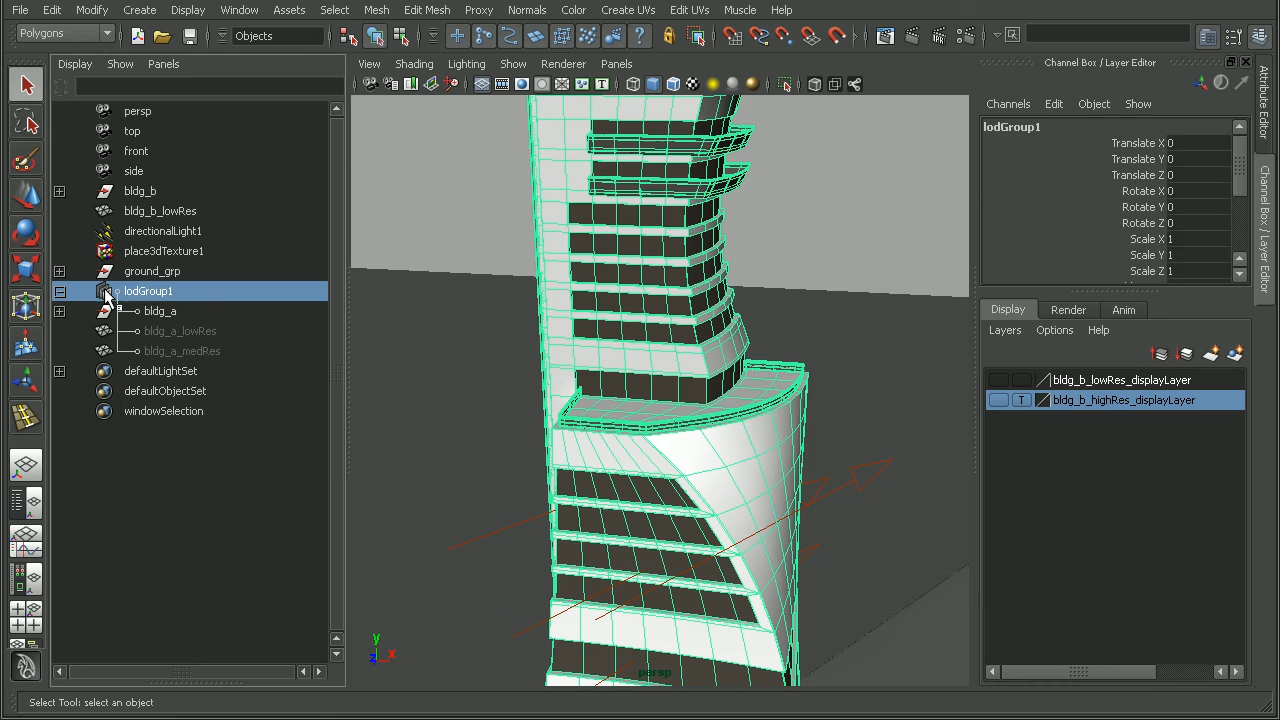 File Edit Modify Create Display Window Assets Select Mesh Edit Mesh Proxy Normals Color Create UVs Edit UVs Muscle Help
Polygons Objects
Display Show Panels
View Shading Lighting Show Renderer Panels
Channel Box / Layer Editor
Channels Edit Object Show
persp
top
front
side
bldg_b
bldg_b_lowRes
directionalLight1
place3dTexture1
ground_grp
lodGroup1
bldg_a
bldg_a_lowRes
bldg_a_medRes
defaultLightSet
defaultObjectSet
windowSelection
y
z x
persp
lodGroup1
Translate X 0
Translate Y 0
Translate Z 0
Rotate X 0
Rotate Y 0
Rotate Z 0
Scale X 1
Scale Y 1
Scale Z 1
Display Render Anim
Layers Options Help
bldg_b_lowRes_displayLayer
T bldg_b_highRes_displayLayer
Attribute Editor
Channel Box / Layer Editor
Select Tool: select an object